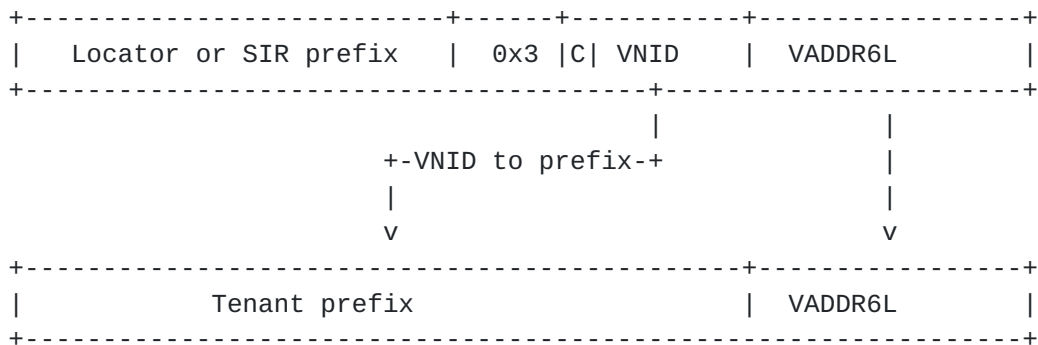 +---------------------------+------+-----------+-----------------+
|   Locator or SIR prefix   |  0x3 |C| VNID    |  VADDR6L        |
+----------------------------------------+-----------------------+
                                         |              |
                        +-VNID to prefix-+              |
                        |                               |
                        v                               v
+----------------------------------------------+-----------------+
|            Tenant prefix                     |  VADDR6L        |
+----------------------------------------------------------------+